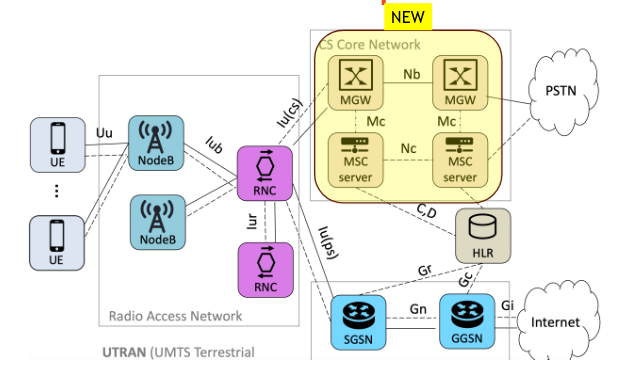 NEW
CS Core Network
MGW
Nb
MGW
PSTN
Iu(cs)
Mc
Mc
Uu
UE
NodeB
Iub
MSC
server
Nc
MSC
server
RNC
⋮
NodeB
C,D
Iur
Iu(ps)
HLR
UE
RNC
Gr
Gc
Radio Access Network
SGSN
Gn
GGSN
Gi
Internet
UTRAN (UMTS Terrestrial